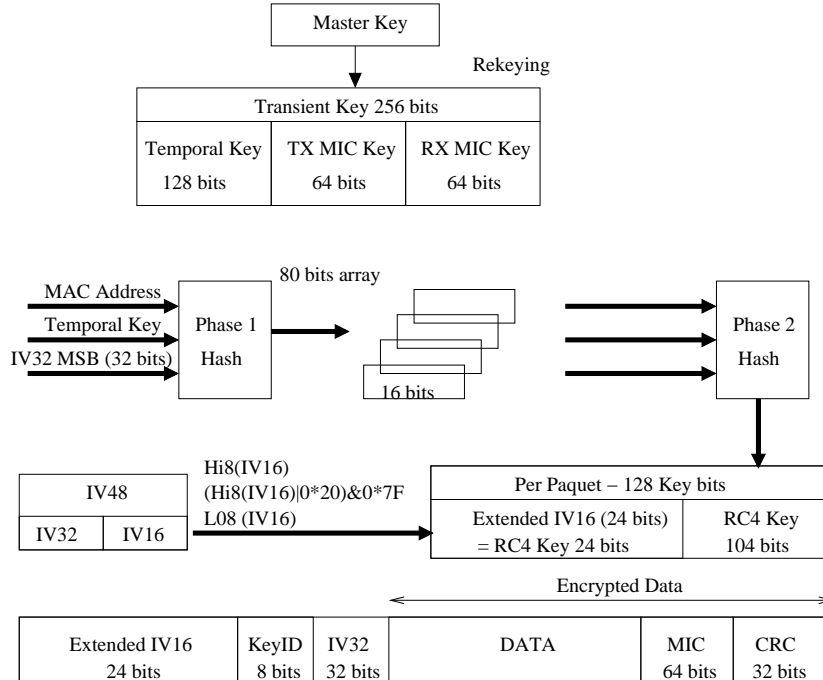 Master Key
Rekeying
Transient Key 256 bits
Temporal Key
128 bits
TX MIC Key
64 bits
RX MIC Key
64 bits
80 bits array
MAC Address
Temporal Key
IV32 MSB (32 bits)
Phase 1
Hash
16 bits
Phase 2
Hash
IV48
IV32
IV16
Hi8(IV16)
(Hi8(IV16)|0*20)&0*7F
L08 (IV16)
Per Paquet – 128 Key bits
Extended IV16 (24 bits)
= RC4 Key 24 bits
RC4 Key
104 bits
Encrypted Data
Extended IV16
24 bits
KeyID
8 bits
IV32
32 bits
DATA
MIC
64 bits
CRC
32 bits